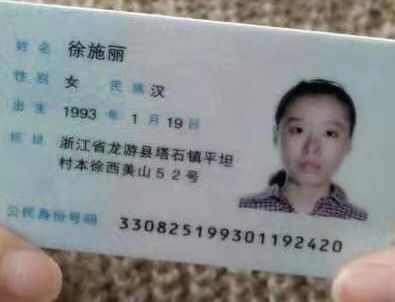 姓名 徐施丽
性别 女 民族 汉
出生 1993 年 1 月 19 日
住址 浙江省龙游县塔石镇平坦
村本徐西美山52号
公民身份号码 330825199301192420